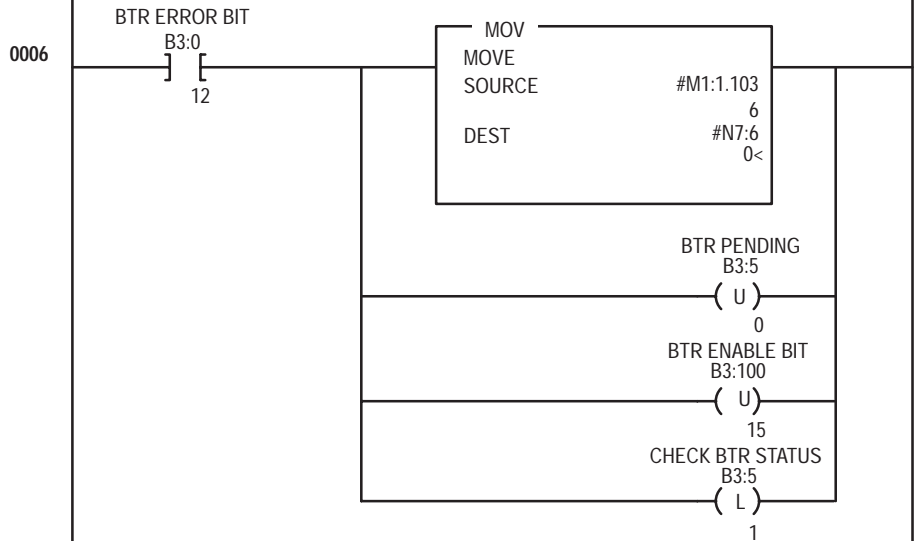 BTR ERROR BIT
B3:0
0006
12
MOV
MOVE
SOURCE #M1:1.103
6
DEST #N7:6
0<
BTR PENDING
B3:5
U
0
BTR ENABLE BIT
B3:100
U
15
CHECK BTR STATUS
B3:5
L
1